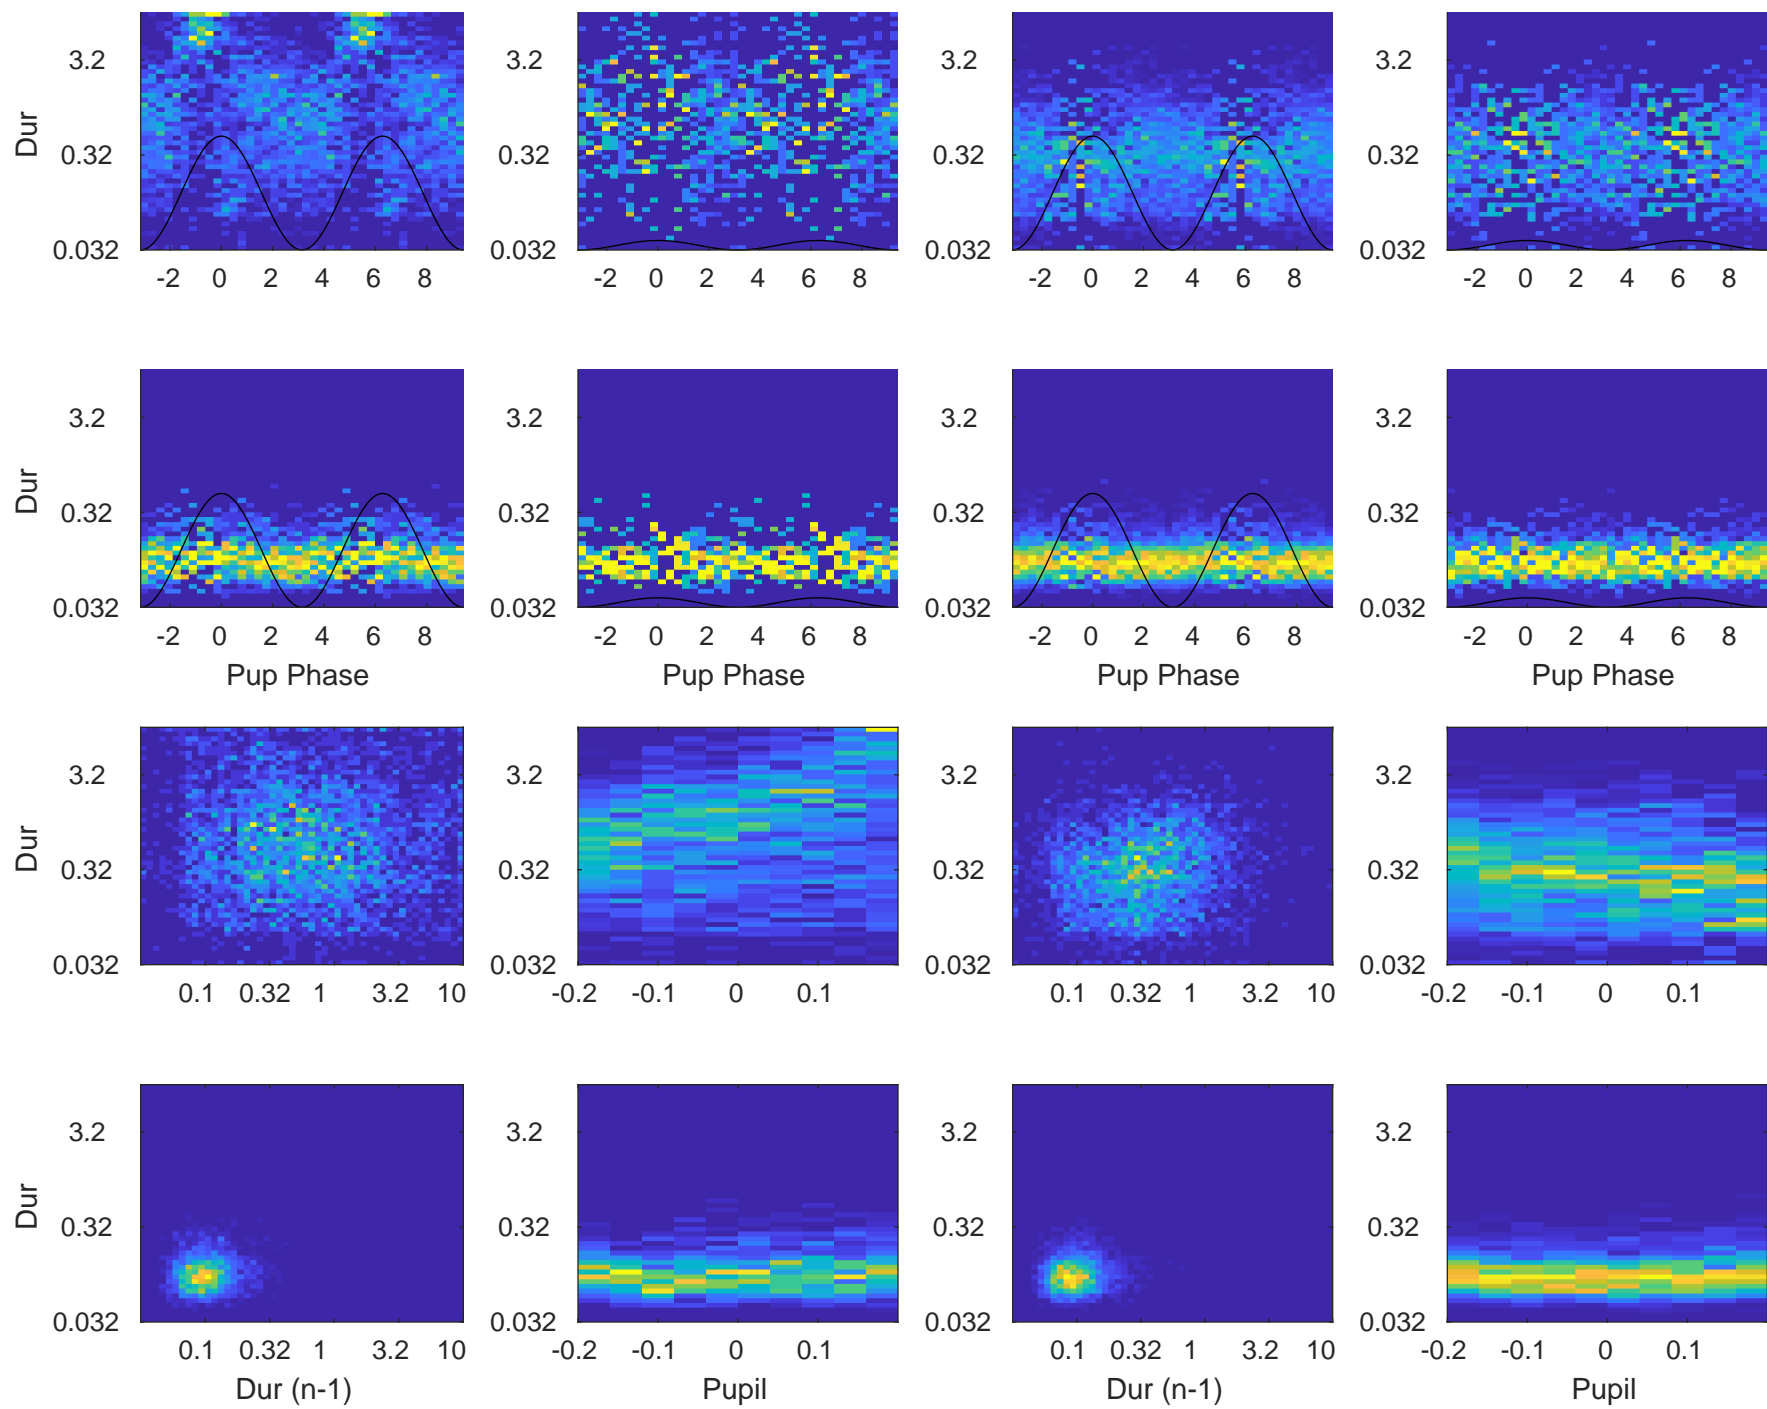 3.2 3.2 3.2 3.2
Dur
0.32 0.32 0.32 0.32
0.032 0.032 0.032 0.032
-2 0 2 4 6 8 -2 0 2 4 6 8 -2 0 2 4 6 8 -2 0 2 4 6 8
3.2 3.2 3.2 3.2
Dur
0.32 0.32 0.32 0.32
0.032 0.032 0.032 0.032
-2 0 2 4 6 8 -2 0 2 4 6 8 -2 0 2 4 6 8 -2 0 2 4 6 8
Pup Phase Pup Phase Pup Phase Pup Phase
3.2 3.2 3.2 3.2
Dur
0.32 0.32 0.32 0.32
0.032 0.032 0.032 0.032
0.1 0.32 1 3.2 10 -0.2 -0.1 0 0.1 0.1 0.32 1 3.2 10 -0.2 -0.1 0 0.1
3.2 3.2 3.2 3.2
Dur
0.32 0.32 0.32 0.32
0.032 0.032 0.032 0.032
0.1 0.32 1 3.2 10 -0.2 -0.1 0 0.1 0.1 0.32 1 3.2 10 -0.2 -0.1 0 0.1
Dur (n-1) Pupil Dur (n-1) Pupil